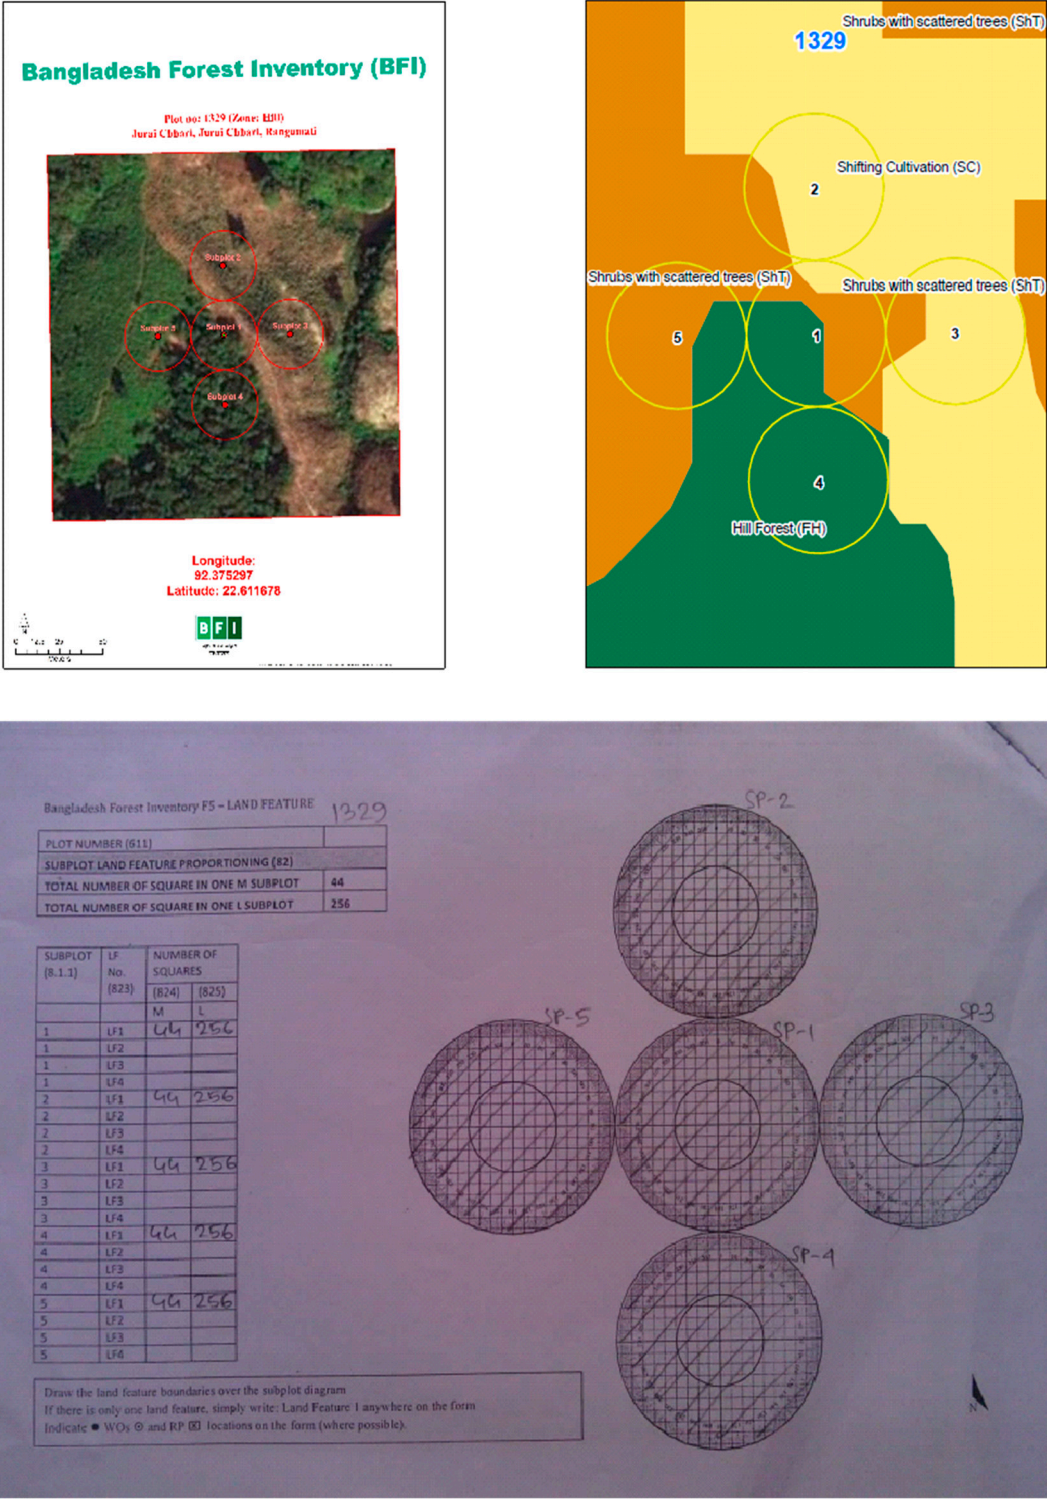 Bangladesh Forest Inventory (BFI)
Plot no: 1329 (Zone: Hill)
Jurai Chhari, Jurai Chhari, Rangamati
Subplot 2
Subplot 5
Subplot 1
Subplot 3
Subplot 4
Longitude:
92.375297
Latitude: 22.611678
BFI
N
0 12.5 25 50
Meters
Shrubs with scattered trees (ShT)
1329
Shifting Cultivation (SC)
2
Shrubs with scattered trees (ShT)
Shrubs with scattered trees (ShT)
5
1
3
4
Hill Forest (FH)
Bangladesh Forest Inventory F5 – LAND FEATURE 1329
PLOT NUMBER (611)
SUBPLOT LAND FEATURE PROPORTIONING (82)
TOTAL NUMBER OF SQUARE IN ONE M SUBPLOT 44
TOTAL NUMBER OF SQUARE IN ONE L SUBPLOT 256
SUBPLOT LF NUMBER OF
(8.1.1) No. SQUARES
(823) (824) (825)
M L
1 LF1 44 256
1 LF2
1 LF3
1 LF4
2 LF1 44 256
2 LF2
2 LF3
2 LF4
3 LF1 44 256
3 LF2
3 LF3
3 LF4
4 LF1 44 256
4 LF2
4 LF3
4 LF4
5 LF1 44 256
5 LF2
5 LF3
5 LF4
SP-2
SP-5
SP-1
SP-3
SP-4
Draw the land feature boundaries over the subplot diagram
If there is only one land feature, simply write: Land Feature 1 anywhere on the form
Indicate ● WOs ⊙ and RP ☒ locations on the form (where possible).
N